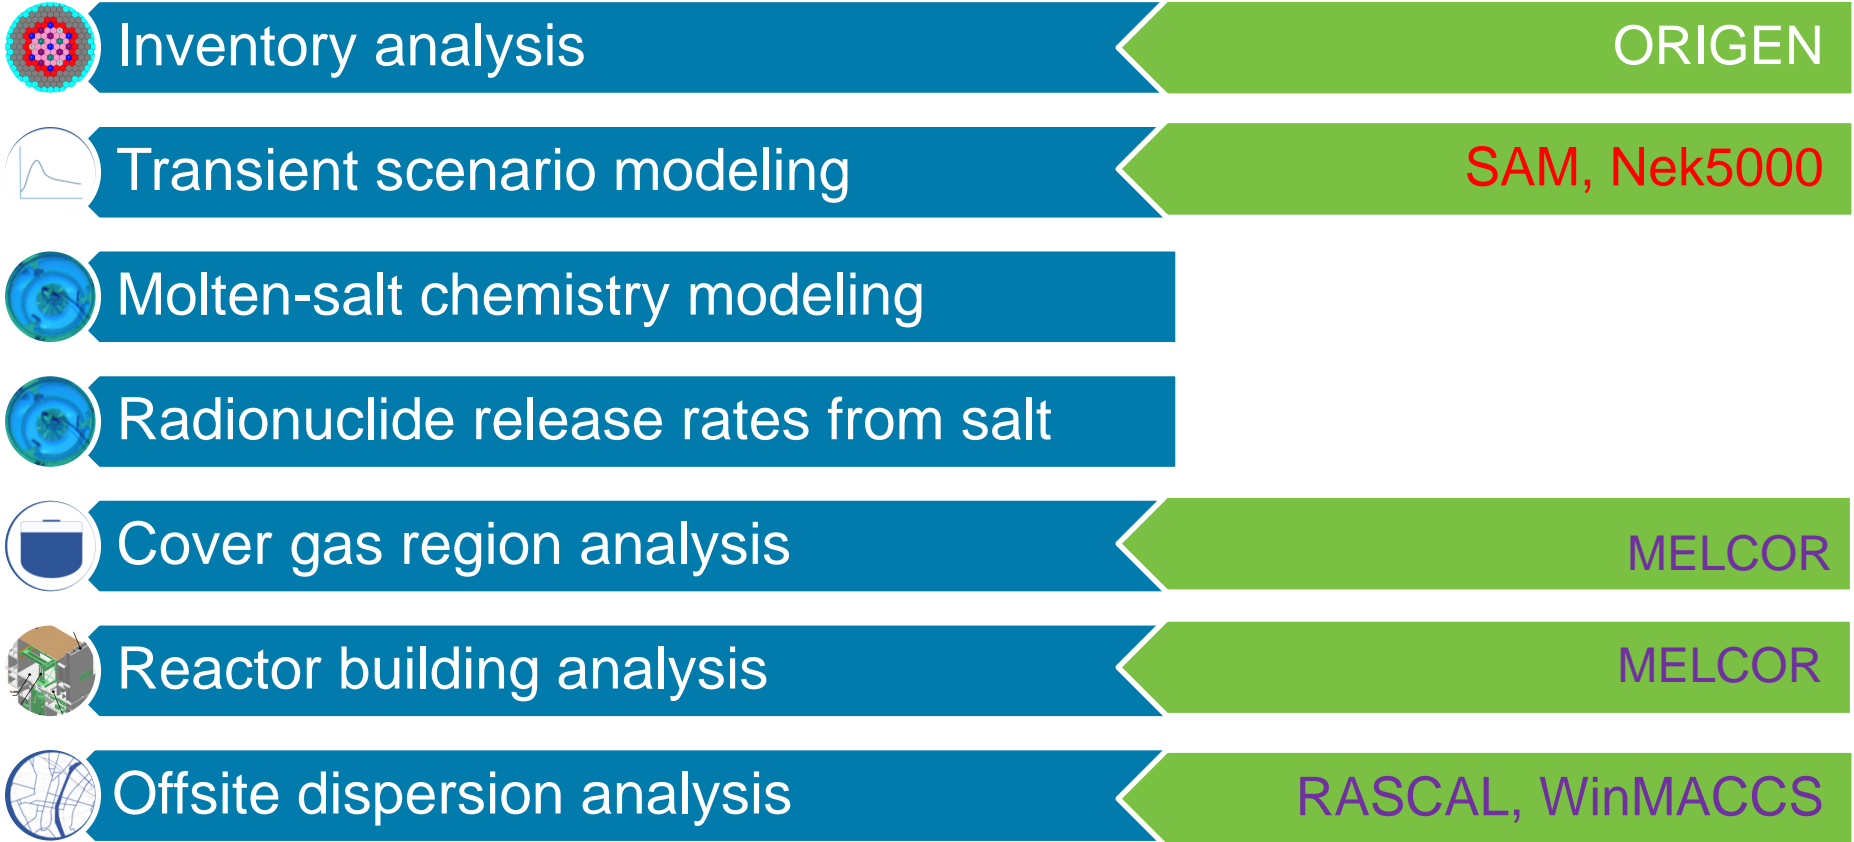 Inventory analysis ORIGEN
Transient scenario modeling SAM, Nek5000
Molten-salt chemistry modeling
Radionuclide release rates from salt
Cover gas region analysis MELCOR
Reactor building analysis MELCOR
Offsite dispersion analysis RASCAL, WinMACCS